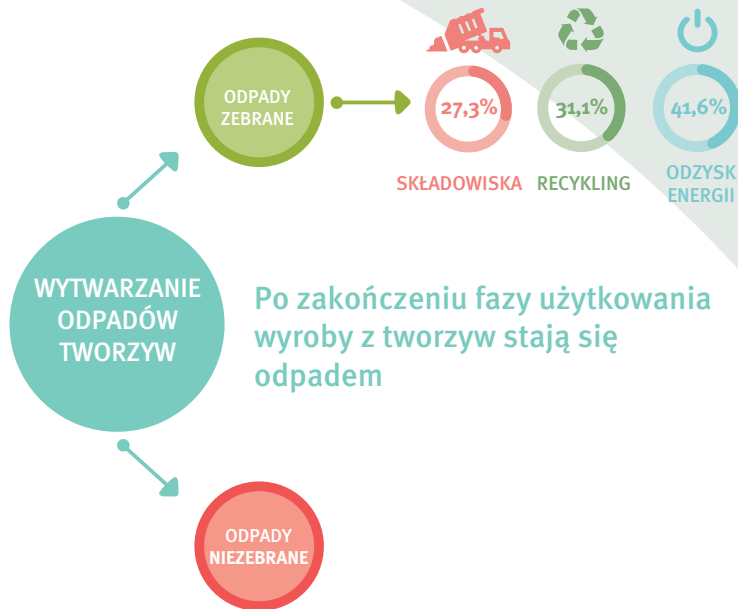 ODPADY
ZEBRANE
27,3%
31,1%
41,6%
SKŁADOWISKA
RECYKLING
ODZYSK
ENERGII
WYTWARZANIE
ODPADÓW
TWORZYW
Po zakończeniu fazy użytkowania
wyroby z tworzyw stają się
odpadem
ODPADY
NIEZEBRANE